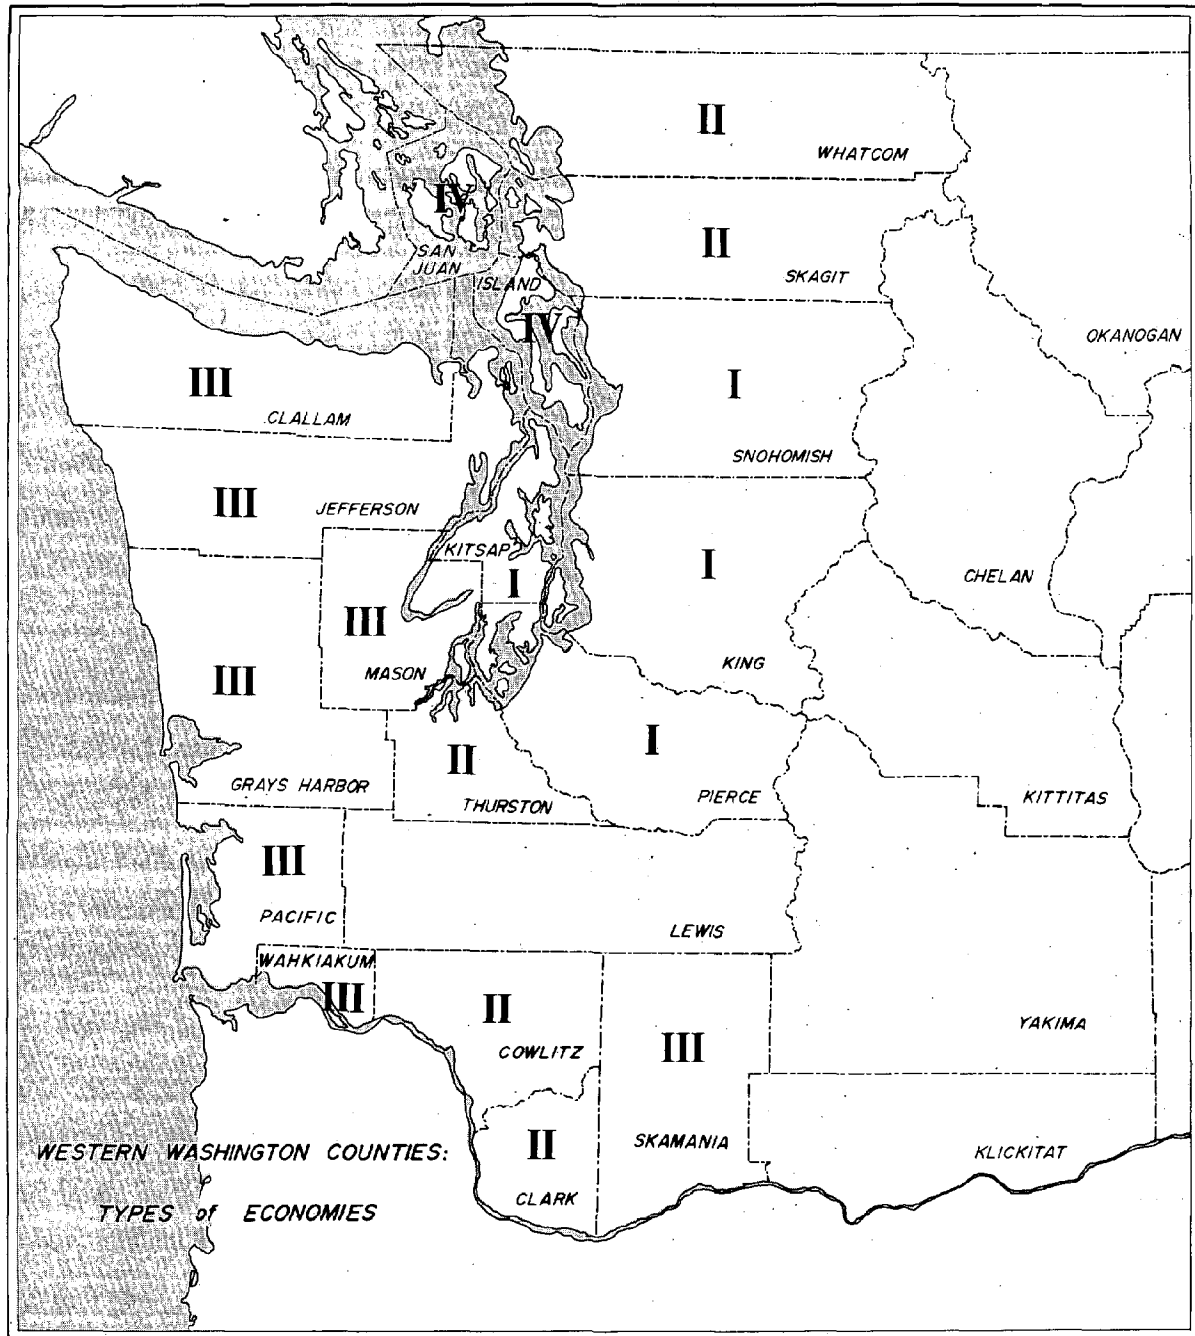 II
WHATCOM
IV
SAN
JUAN
II
SKAGIT
ISLAND
IV
OKANOGAN
III
CLALLAM
I
SNOHOMISH
III
JEFFERSON
KITSAP
I
I
CHELAN
III
MASON
KING
III
GRAYS HARBOR
II
THURSTON
I
PIERCE
KITTITAS
III
PACIFIC
LEWIS
WAHKIAKUM
III
II
COWLITZ
III
SKAMANIA
YAKIMA
II
CLARK
KLICKITAT
WESTERN WASHINGTON COUNTIES:
TYPES of ECONOMIES